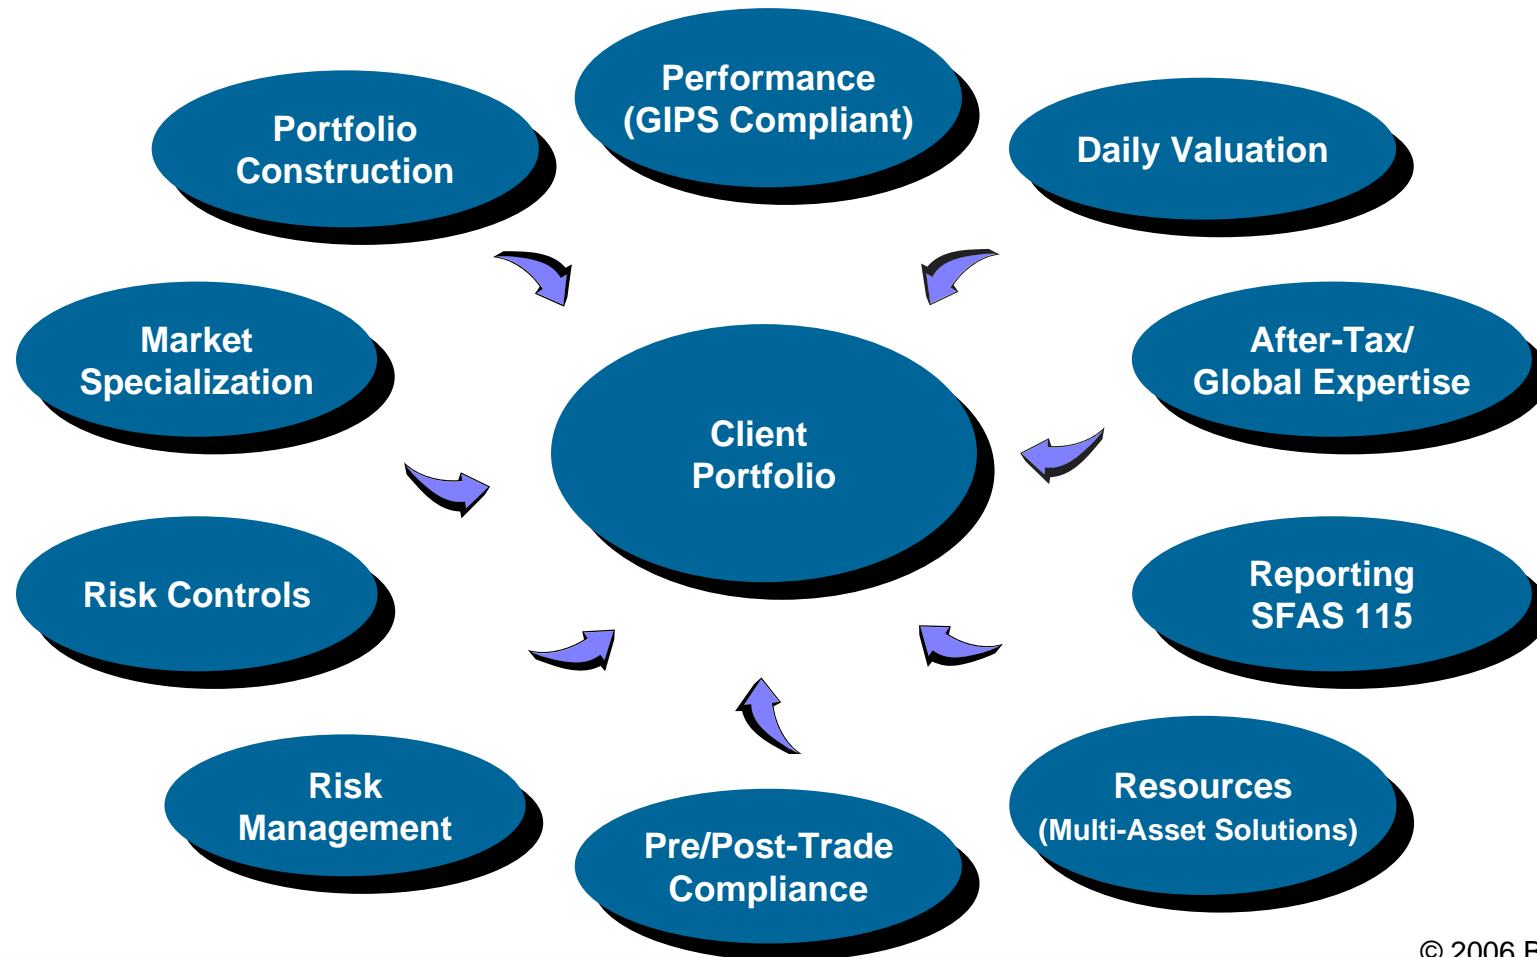 Performance
(GIPS Compliant)
Portfolio
Construction
Daily Valuation
Market
Specialization
After-Tax/
Global Expertise
Client
Portfolio
Risk Controls
Reporting
SFAS 115
Risk
Management
Resources
(Multi-Asset Solutions)
Pre/Post-Trade
Compliance
© 2006